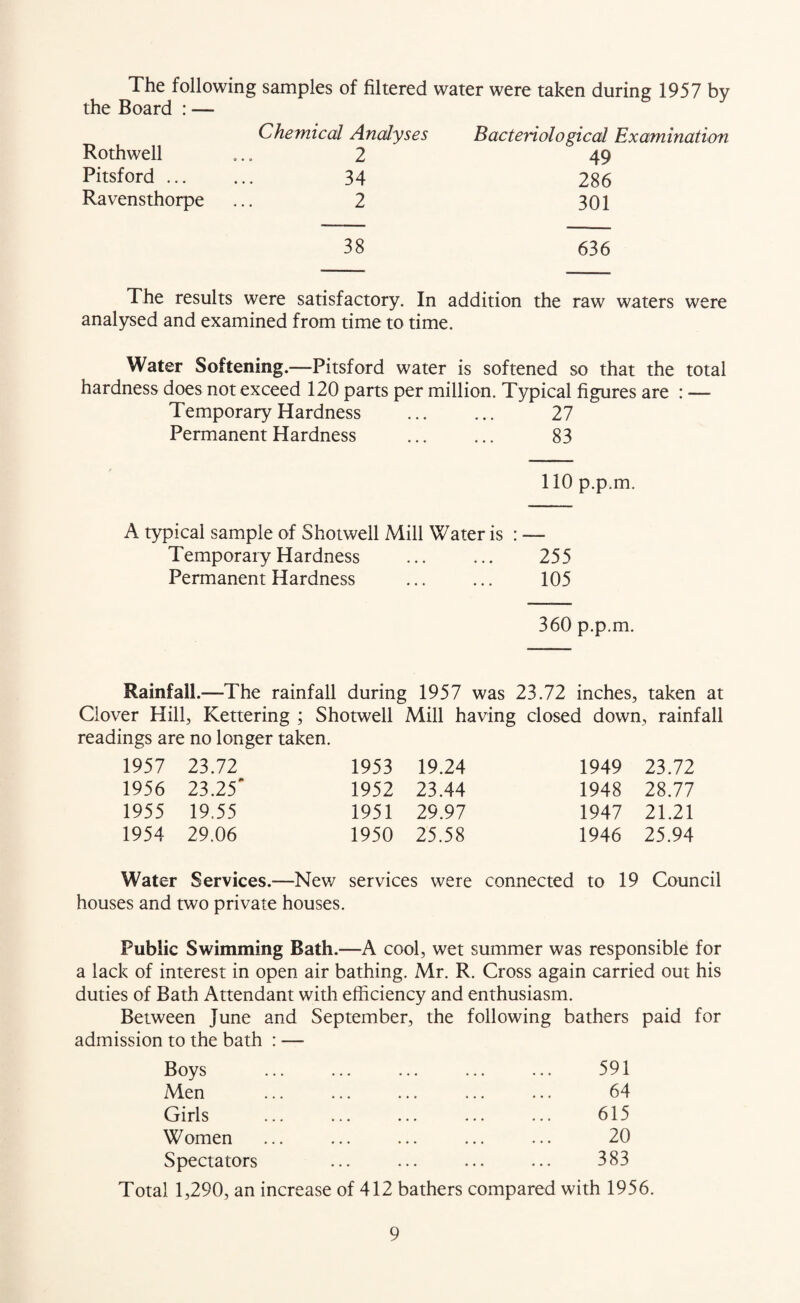 The following samples of filtered water were taken during 1957 by
the Board : —
Chemical Analyses Bacteriological Examination
Rothwell ... 2 49
Pitsford ... ... 34 286
Ravensthorpe ... 2 301
38 636
The results were satisfactory. In addition the raw waters were
analysed and examined from time to time.
Water Softening.—Pitsford water is softened so that the total
hardness does not exceed 120 parts per million. Typical figures are : —
Temporary Hardness ... ... 27
Permanent Hardness ... ... 83
110 p.p.m.
A typical sample of Shotwell Mill Water is : —
Temporary Hardness ... ... 255
Permanent Hardness ... ... 105
360 p.p.m.
Rainfall.—The rainfall during 1957 was 23.72 inches, taken at
Clover Hill, Kettering ; Shotwell Mill having closed down, rainfall
readings are no longer taken.
1957 23.72 1953 19.24 1949 23.72
1956 23.25 1952 23.44 1948 28.77
1955 19.55 1951 29.97 1947 21.21
1954 29.06 1950 25.58 1946 25.94
Water Services.—New services were connected to 19 Council
houses and two private houses.
Public Swimming Bath.—A cool, wet summer was responsible for
a lack of interest in open air bathing. Mr. R. Cross again carried out his
duties of Bath Attendant with efficiency and enthusiasm.
Between June and September, the following bathers paid for
admission to the bath : —
Boys ... ... ... ... ... 591
Men ... ... ... ... ... 64
Girls ... ... ... ... ... 615
Women ... ... ... ... ... 20
Spectators ... ... ... ... 383
Total 1,290, an increase of 412 bathers compared with 1956.
9